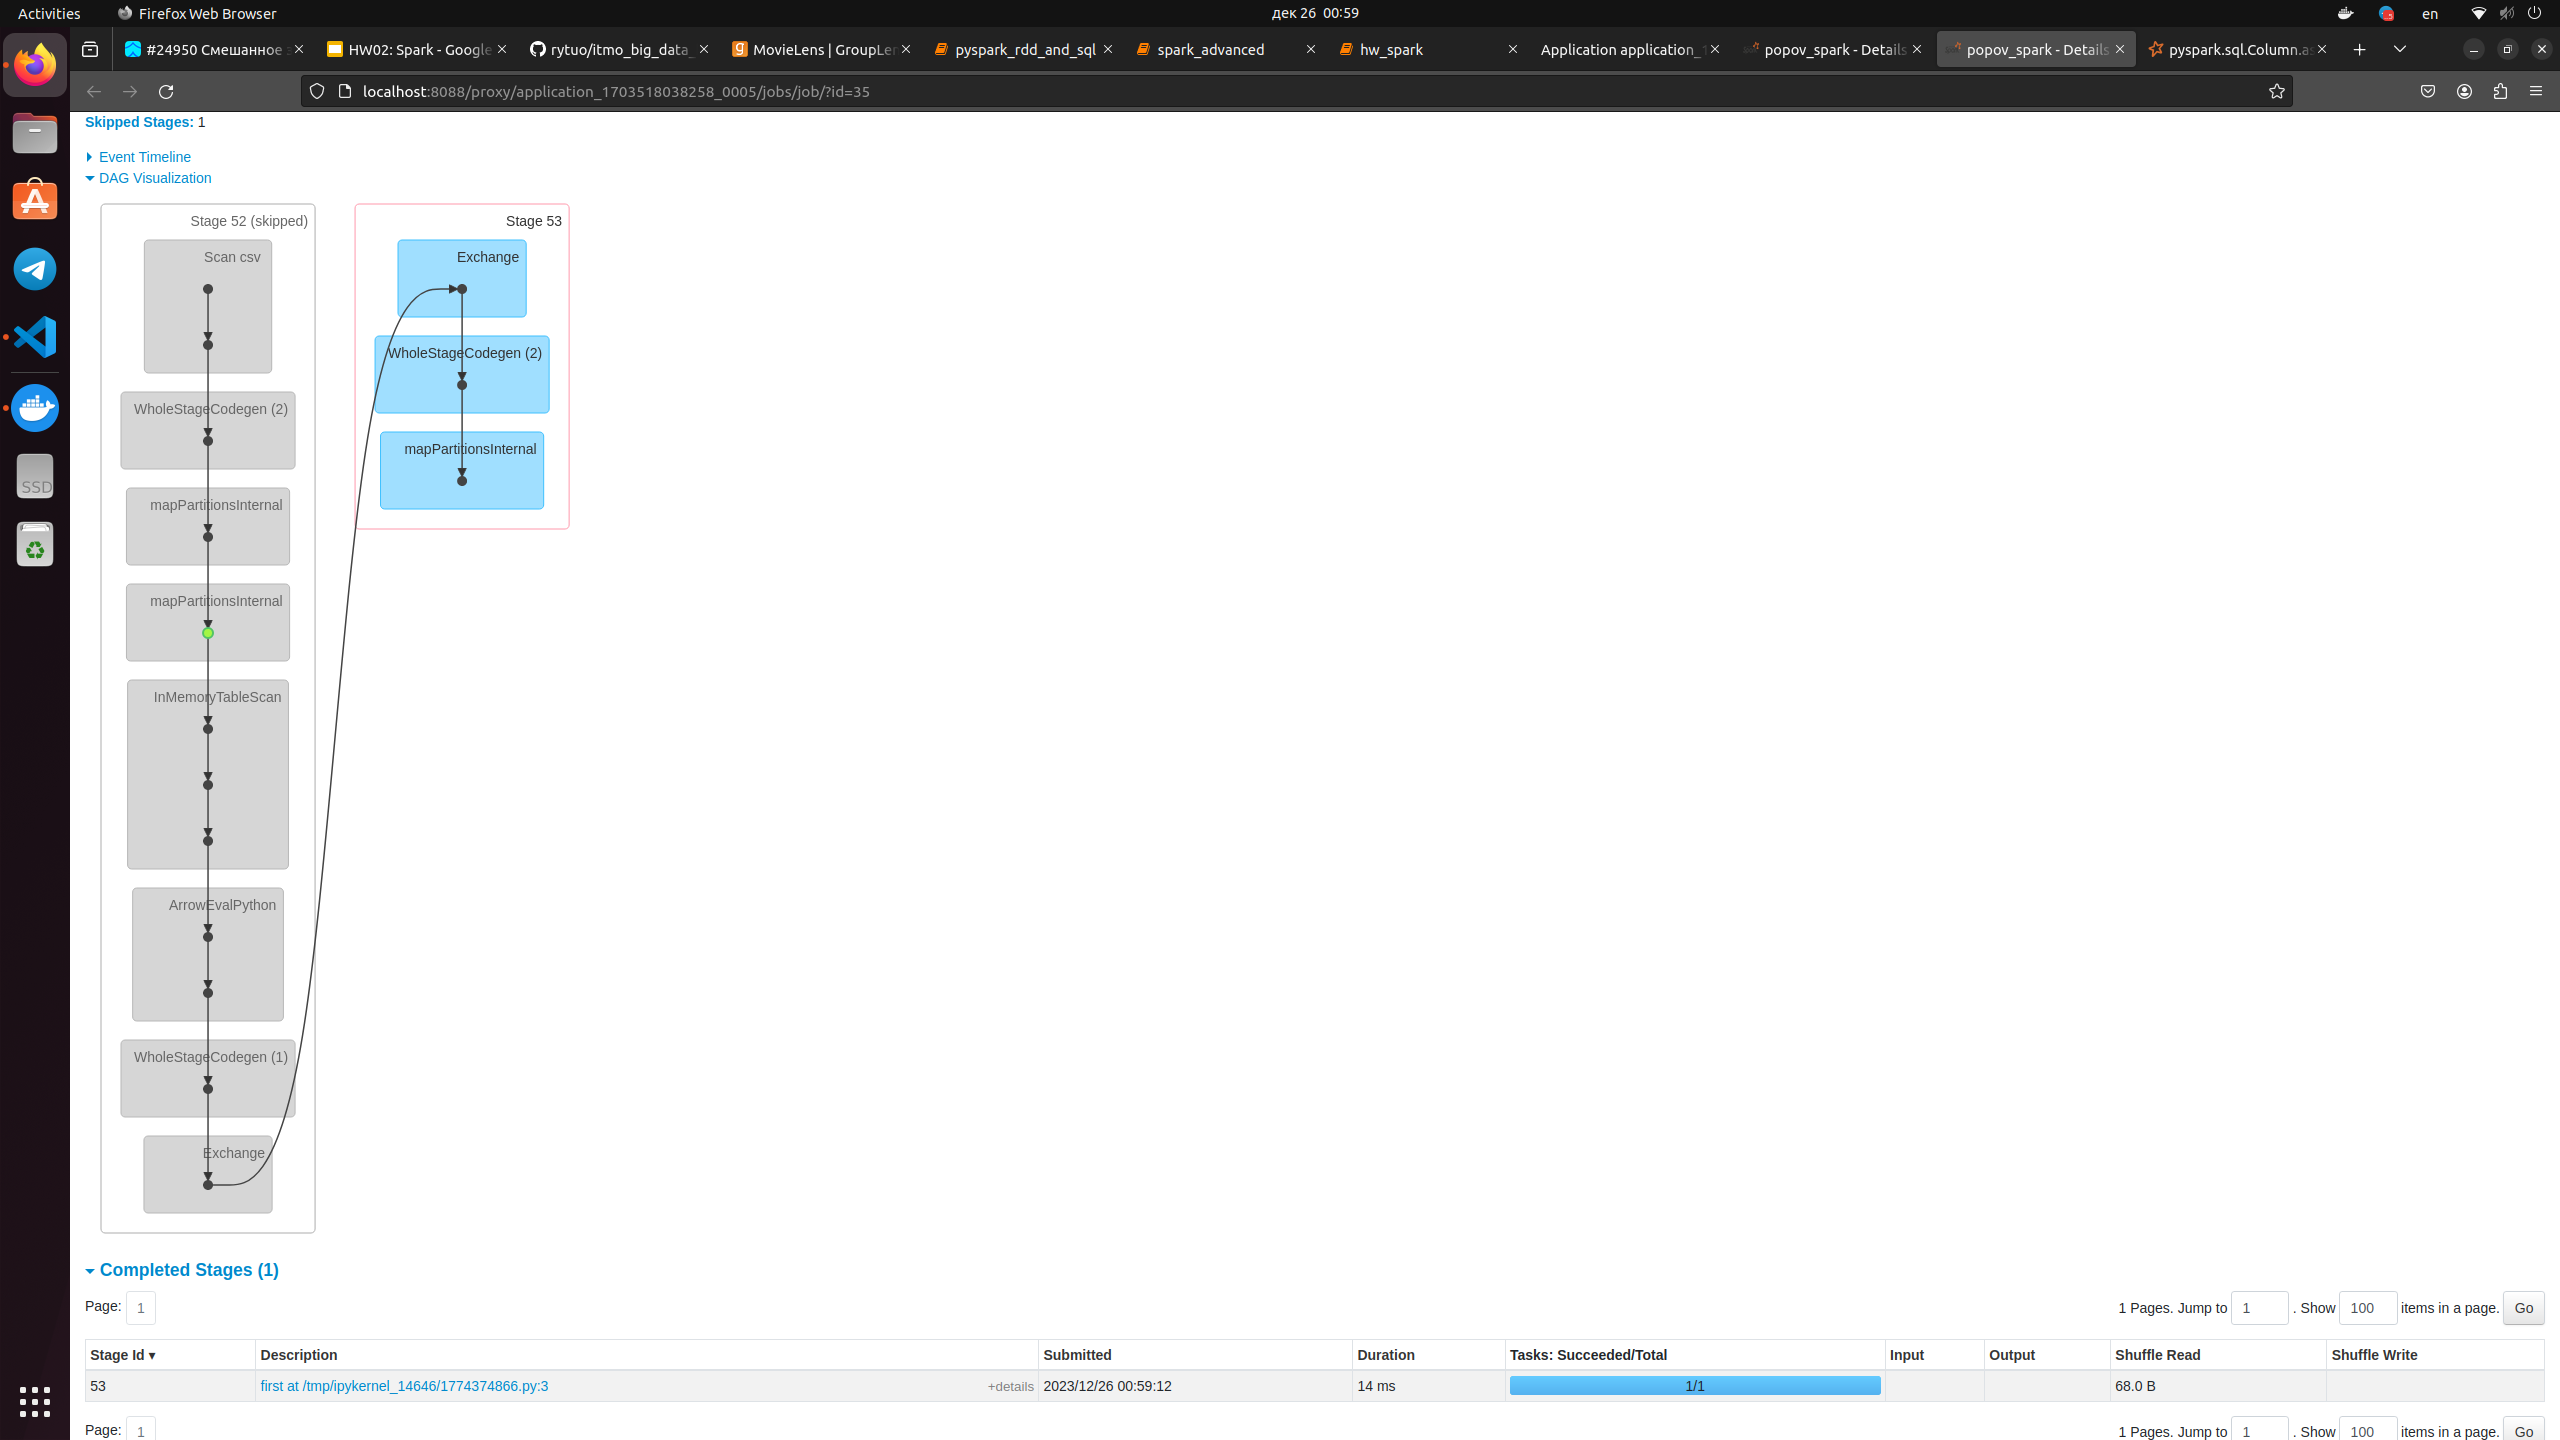 Activities
Firefox Web Browser
дек 26 00:59
en
#24950 Смешанное
HW02: Spark - Google
rytuo/itmo_big_data_
MovieLens | GroupLen
pyspark_rdd_and_sql
spark_advanced
hw_spark
Application application_1
popov_spark - Details
popov_spark - Details
pyspark.sql.Column.as
localhost:8088/proxy/application_1703518038258_0005/jobs/job/?id=35
Skipped Stages: 1
Event Timeline
DAG Visualization
Stage 52 (skipped)
Scan csv
WholeStageCodegen (2)
mapPartitionsInternal
mapPartitionsInternal
InMemoryTableScan
ArrowEvalPython
WholeStageCodegen (1)
Exchange
Stage 53
Exchange
WholeStageCodegen (2)
mapPartitionsInternal
SSD
Completed Stages (1)
Page: 1
1 Pages. Jump to 1 . Show 100 items in a page. Go
Stage Id ▾ Description Submitted Duration Tasks: Succeeded/Total Input Output Shuffle Read Shuffle Write
53 first at /tmp/ipykernel_14646/1774374866.py:3 +details 2023/12/26 00:59:12 14 ms 1/1 68.0 B
Page: 1
1 Pages. Jump to 1 . Show 100 items in a page. Go